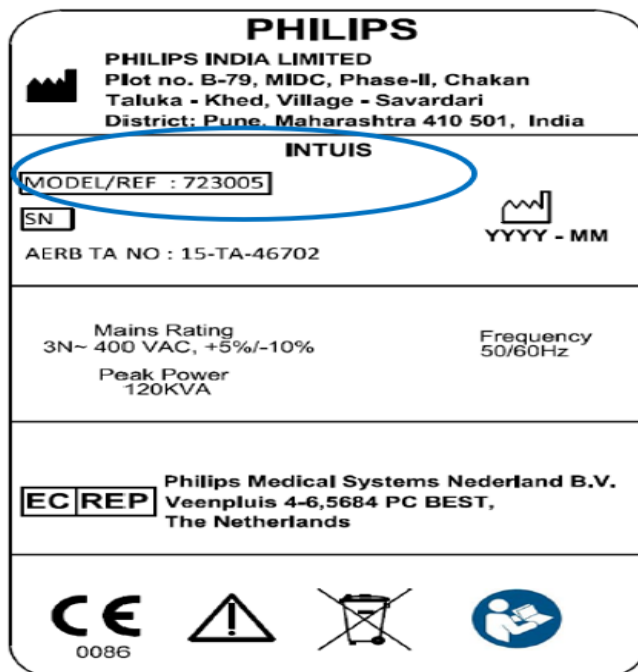 PHILIPS
PHILIPS INDIA LIMITED
Plot no. B-79, MIDC, Phase-II, Chakan
Taluka - Khed, Village - Savardari
District: Pune, Maharashtra 410 501, India
INTUIS
MODEL/REF : 723005
SN
YYYY - MM
AERB TA NO : 15-TA-46702
Mains Rating
3N~ 400 VAC, +5%/-10%
Frequency
50/60Hz
Peak Power
120KVA
EC REP
Philips Medical Systems Nederland B.V.
Veenpluis 4-6,5684 PC BEST,
The Netherlands
CE
0086